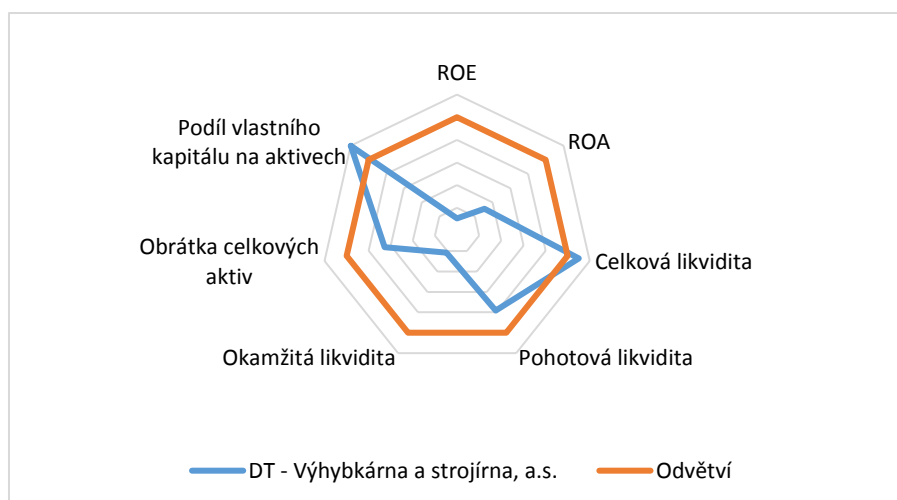 ROE
ROA
Celková likvidita
Pohotová likvidita
Okamžitá likvidita
Obrátka celkových
aktiv
Podíl vlastního
kapitálu na aktivech
DT - Výhybkárna a strojírna, a.s.
Odvětví